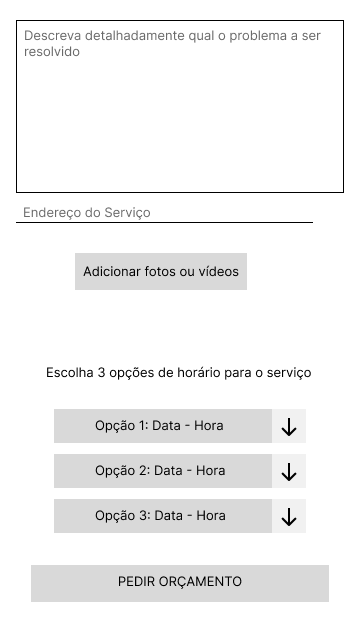 Descreva detalhadamente qual o problema a ser
resolvido
Endereço do Serviço
Adicionar fotos ou vídeos
Escolha 3 opções de horário para o serviço
Opção 1: Data - Hora
Opção 2: Data - Hora
Opção 3: Data - Hora
PEDIR ORÇAMENTO